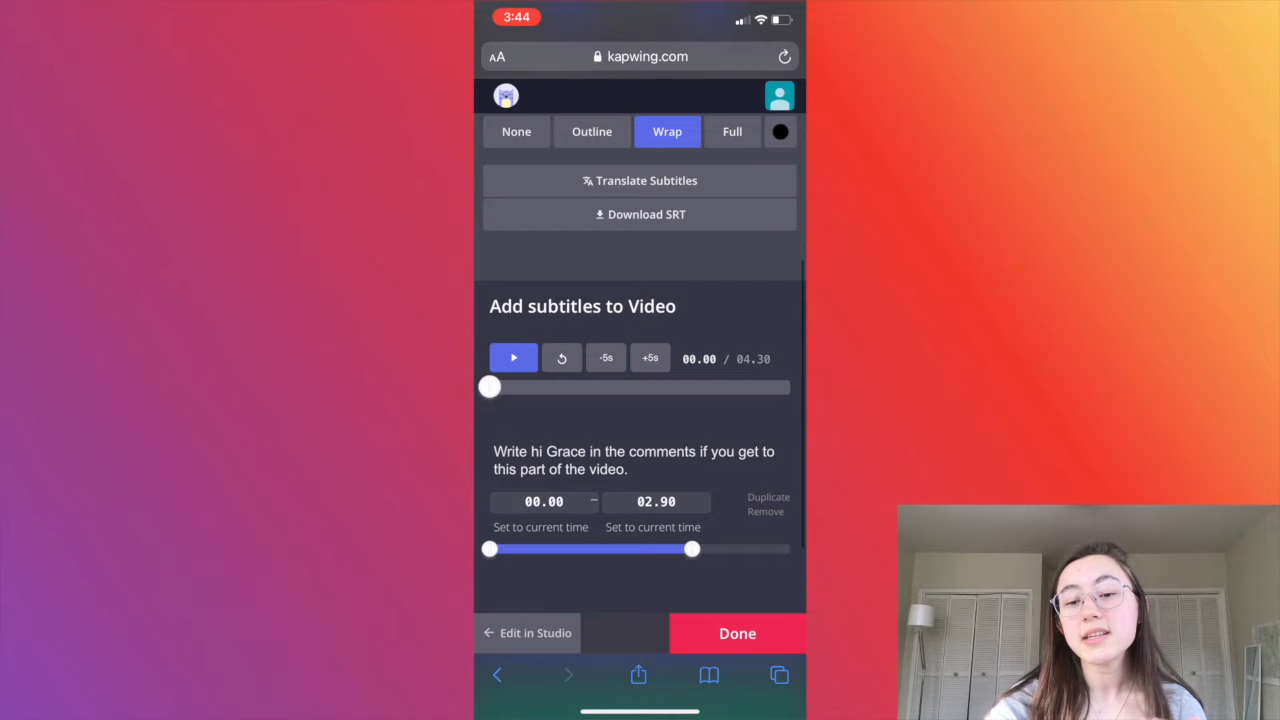 3:44
AA
kapwing.com
None
Outline
Wrap
Full
Translate Subtitles
Download SRT
Add subtitles to Video
-5s
+5s
00.00 / 04.30
Write hi Grace in the comments if you get to
this part of the video.
00.00 – 02.90
Duplicate
Remove
Set to current time
Set to current time
Edit in Studio
Done